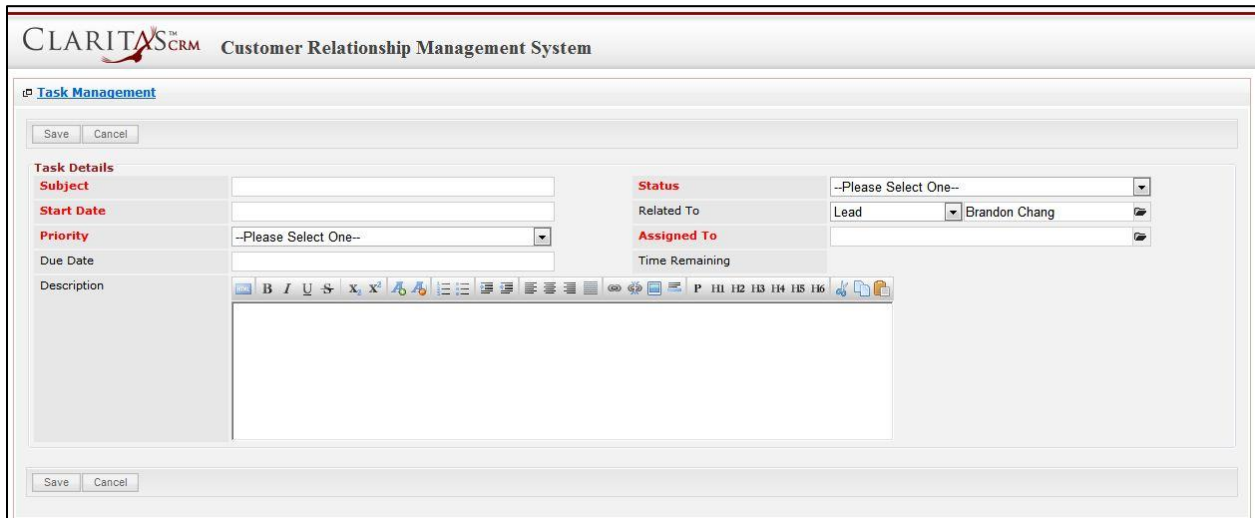 CLARITAS™CRM Customer Relationship Management System
Task Management
Save Cancel
Task Details
Subject Status --Please Select One--
Start Date Related To Lead Brandon Chang
Priority --Please Select One-- Assigned To
Due Date Time Remaining
Description B I U S X₂ X² P H1 H2 H3 H4 H5 H6
Save Cancel